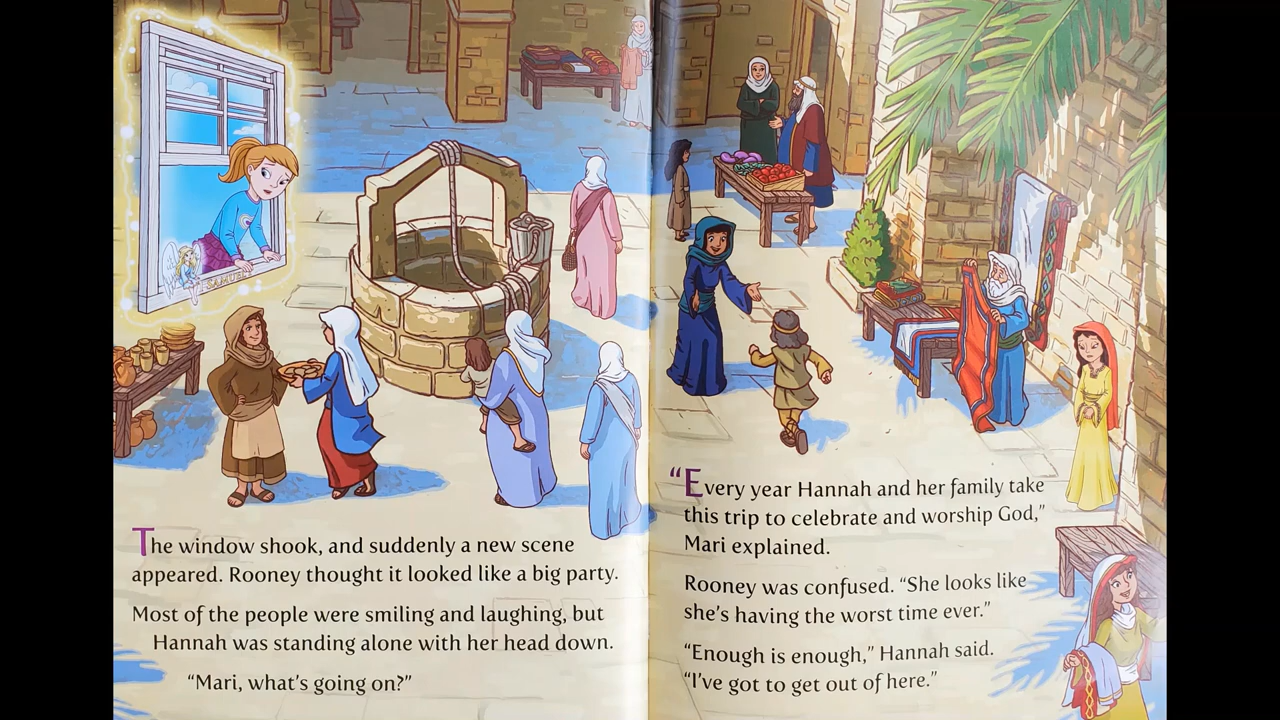 SAMUEL
The window shook, and suddenly a new scene
appeared. Rooney thought it looked like a big party.
Most of the people were smiling and laughing, but
Hannah was standing alone with her head down.
“Mari, what’s going on?”
“Every year Hannah and her family take
this trip to celebrate and worship God,”
Mari explained.
Rooney was confused. “She looks like
she’s having the worst time ever.”
“Enough is enough,” Hannah said.
“I’ve got to get out of here.”